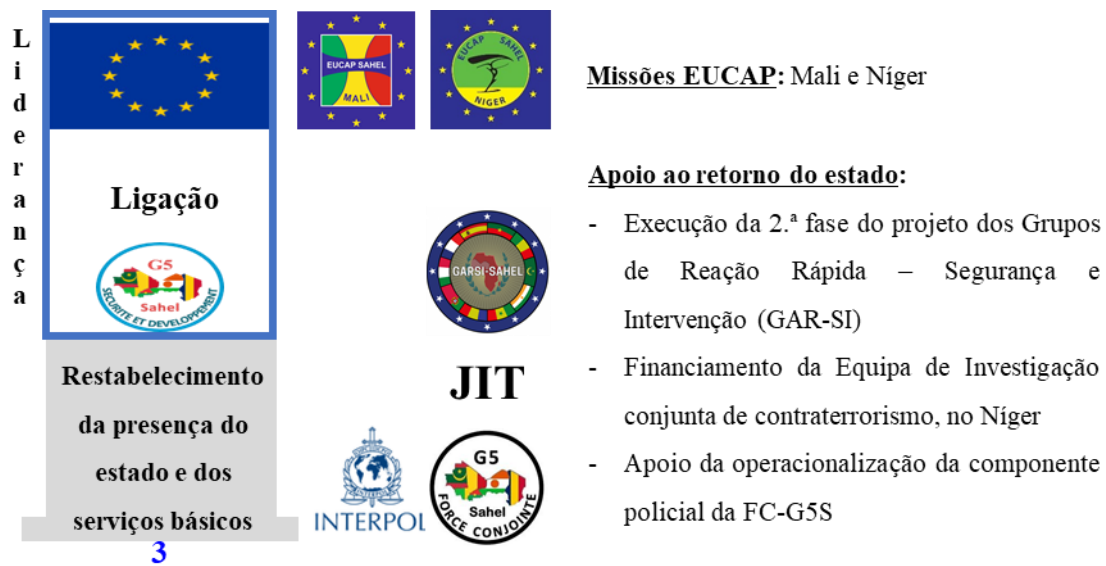 Liderança
EUCAP SAHEL
MALI
EUCAP SAHEL
NIGER
Missões EUCAP: Mali e Níger
Ligação
G5
Sahel
SECURITE ET DEVELOPPEMENT
GARSI-SAHEL
Apoio ao retorno do estado:
- Execução da 2.ª fase do projeto dos Grupos
de Reação Rápida – Segurança e
Intervenção (GAR-SI)
- Financiamento da Equipa de Investigação
conjunta de contraterrorismo, no Níger
- Apoio da operacionalização da componente
policial da FC-G5S
Restabelecimento
da presença do
estado e dos
serviços básicos
3
JIT
INTERPOL
G5
Sahel
FORCE CONJOINTE